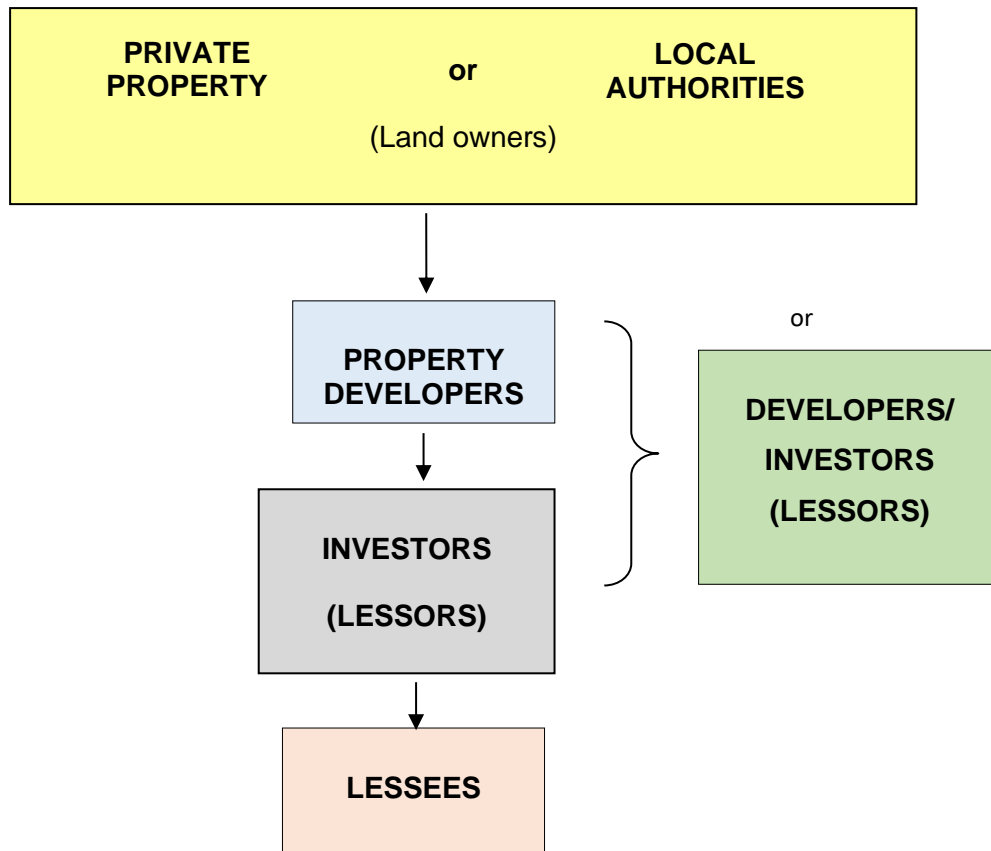 PRIVATE
PROPERTY
or
LOCAL
AUTHORITIES
(Land owners)
PROPERTY
DEVELOPERS
or
DEVELOPERS/
INVESTORS
(LESSORS)
INVESTORS
(LESSORS)
LESSEES